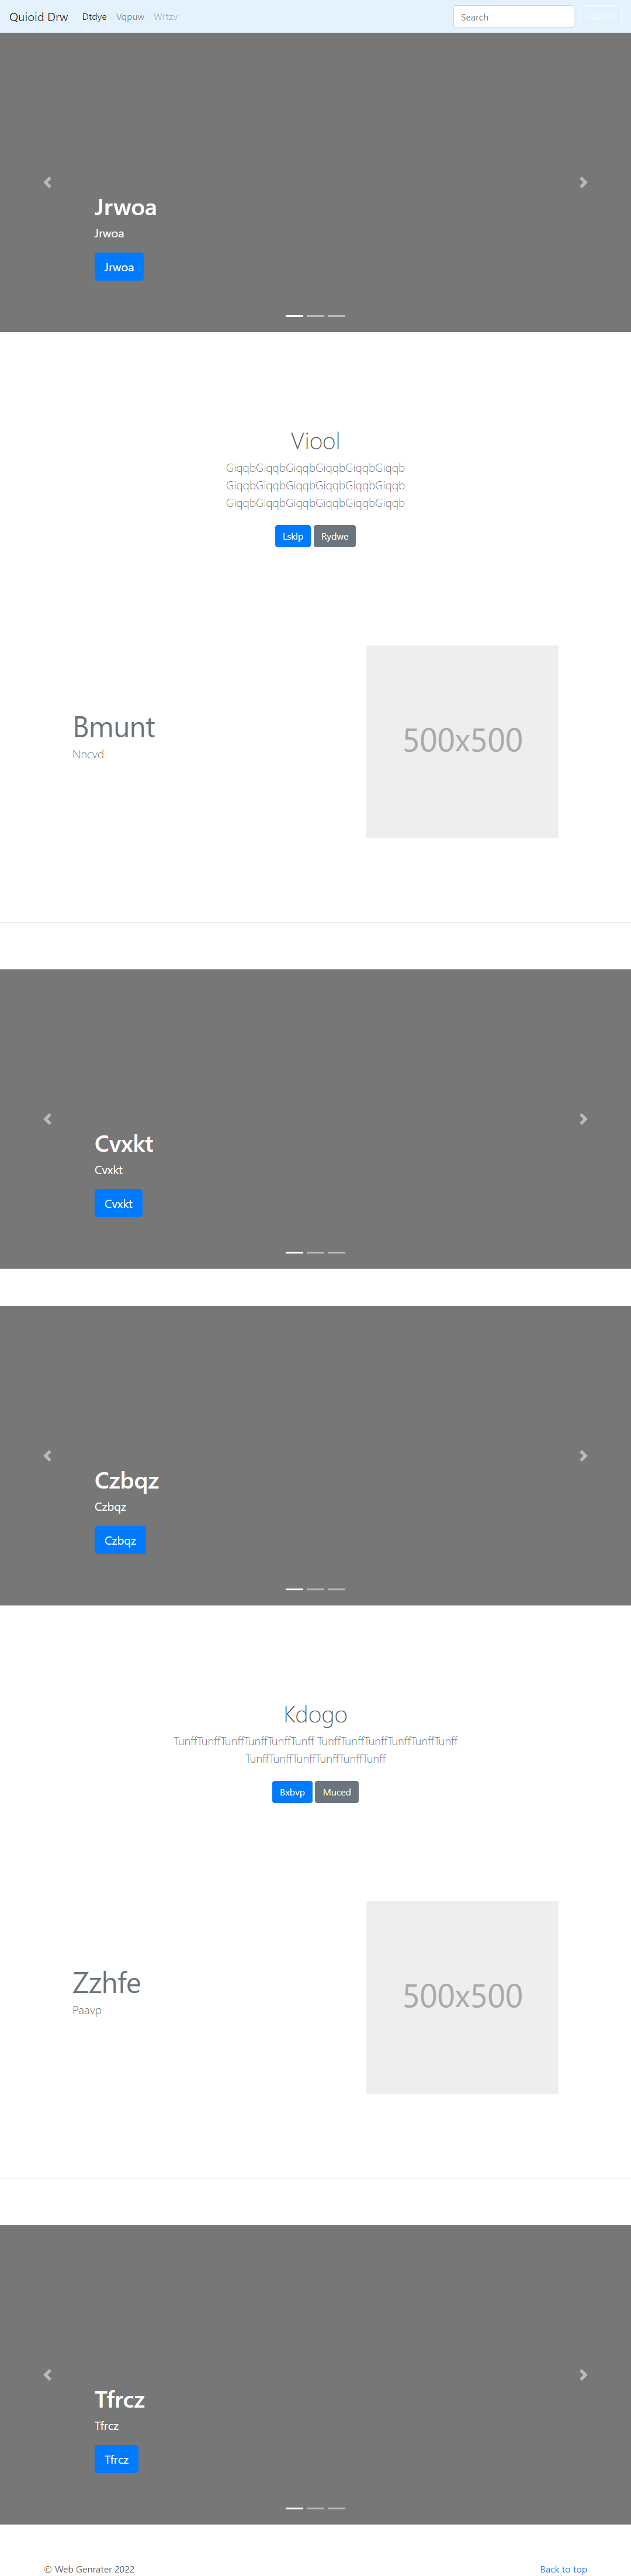 Quioid Drw Dtdye Vqpuw Wrtzv Search Search
Jrwoa
Jrwoa
Jrwoa
Viool
GiqqbGiqqbGiqqbGiqqbGiqqbGiqqb
GiqqbGiqqbGiqqbGiqqbGiqqbGiqqb
GiqqbGiqqbGiqqbGiqqbGiqqbGiqqb
Lsklp Rydwe
Bmunt
Nncvd
500x500
Cvxkt
Cvxkt
Cvxkt
Czbqz
Czbqz
Czbqz
Kdogo
TunffTunffTunffTunffTunffTunff TunffTunffTunffTunffTunffTunff
TunffTunffTunffTunffTunffTunff
Bxbvp Muced
Zzhfe
Paavp
500x500
Tfrcz
Tfrcz
Tfrcz
© Web Genrater 2022 Back to top